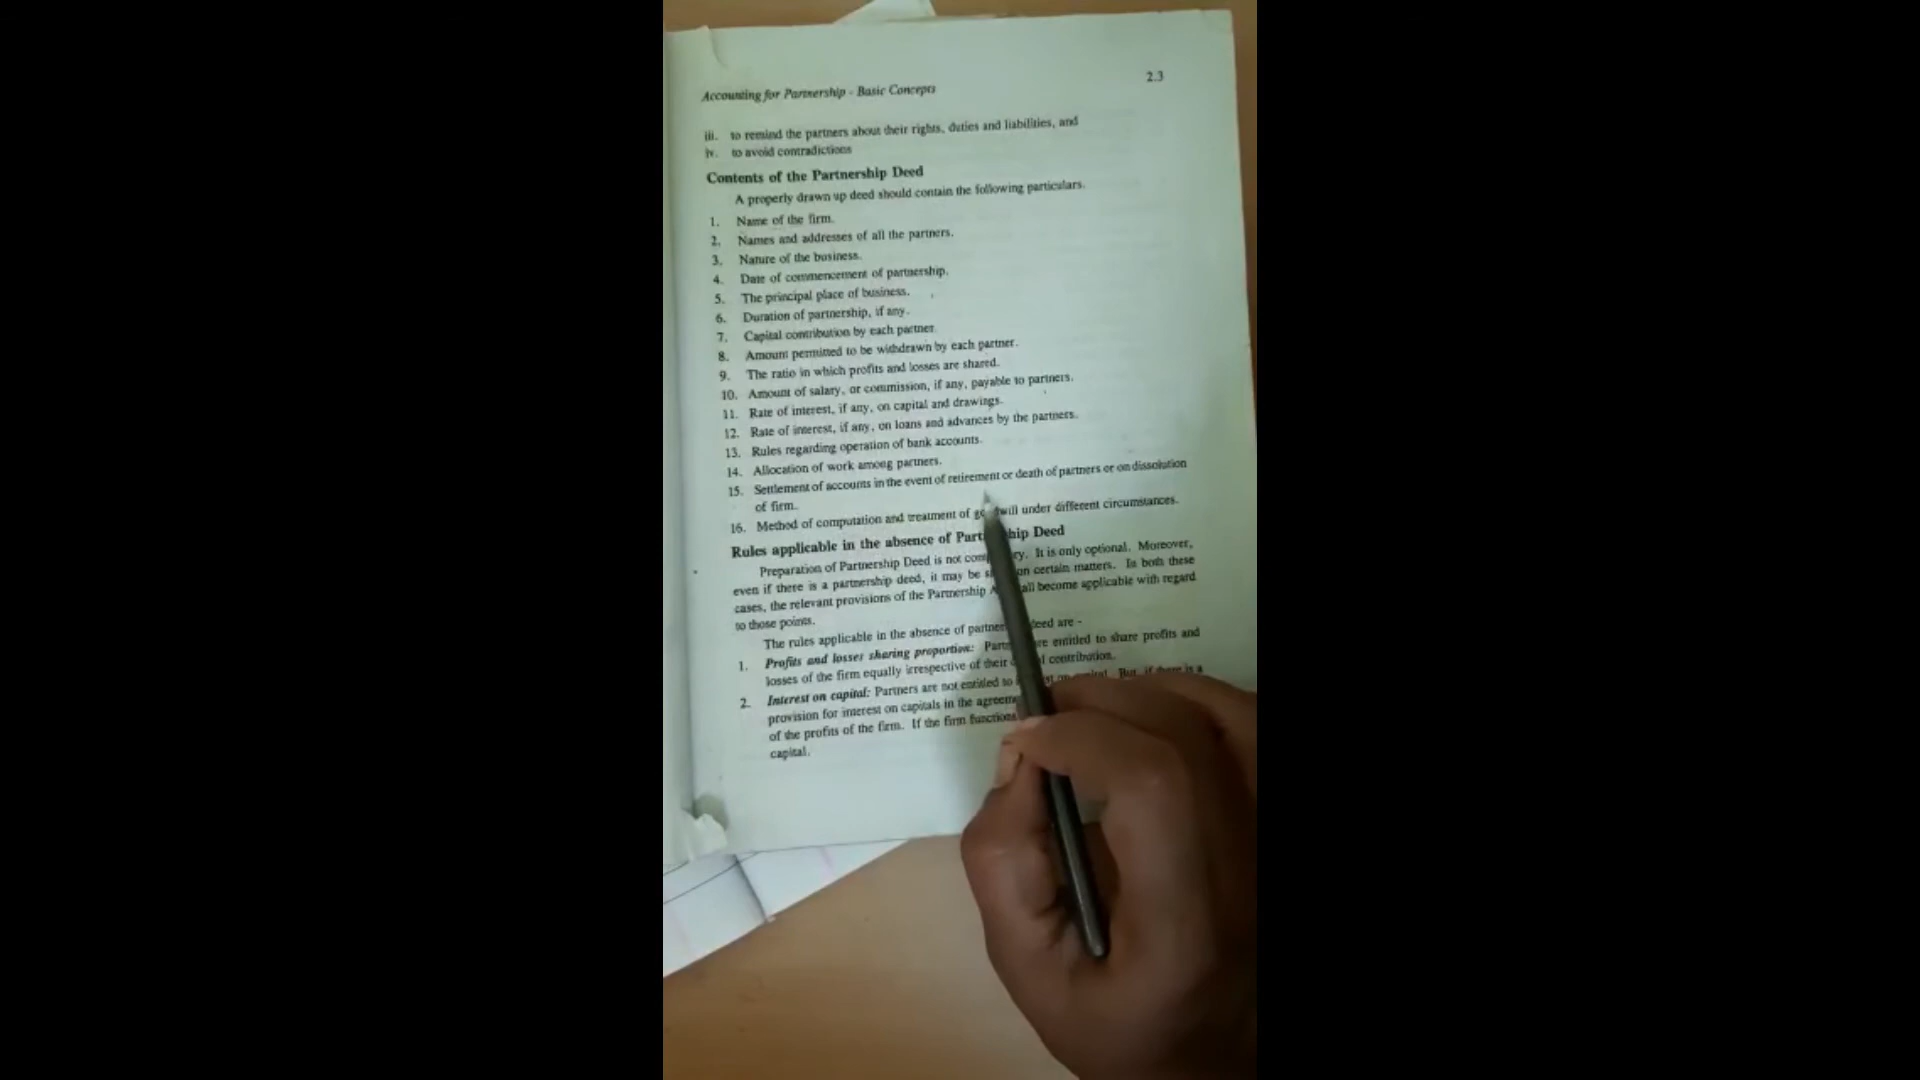 Accounting for Partnership - Basic Concepts
2.3
iii. to remind the partners about their rights, duties and liabilities, and
iv. to avoid contradictions
Contents of the Partnership Deed
A properly drawn up deed should contain the following particulars.
1. Name of the firm.
2. Names and addresses of all the partners.
3. Nature of the business.
4. Date of commencement of partnership.
5. The principal place of business.
6. Duration of partnership, if any.
7. Capital contribution by each partner.
8. Amount permitted to be withdrawn by each partner.
9. The ratio in which profits and losses are shared.
10. Amount of salary, or commission, if any, payable to partners.
11. Rate of interest, if any, on capital and drawings.
12. Rate of interest, if any, on loans and advances by the partners.
13. Rules regarding operation of bank accounts.
14. Allocation of work among partners.
15. Settlement of accounts in the event of retirement or death of partners or on dissolution
of firm.
16. Method of computation and treatment of will under different circumstances.
Rules applicable in the absence of Deed
Preparation of Partnership Deed is not It is only optional. Moreover,
even if there is a partnership deed, it may be on certain matters. In both these
cases, the relevant provisions of the Partnership become applicable with regard
to those points.
The rules applicable in the absence of deed are -
1. Profits and losses sharing proportion: entitled to share profits and
losses of the firm equally irrespective of their contribution.
2. Interest on capital: Partners are not entitled to on capital. But, if there is a
provision for interest on capitals in the
of the profits of the firm. If the firm
capital.